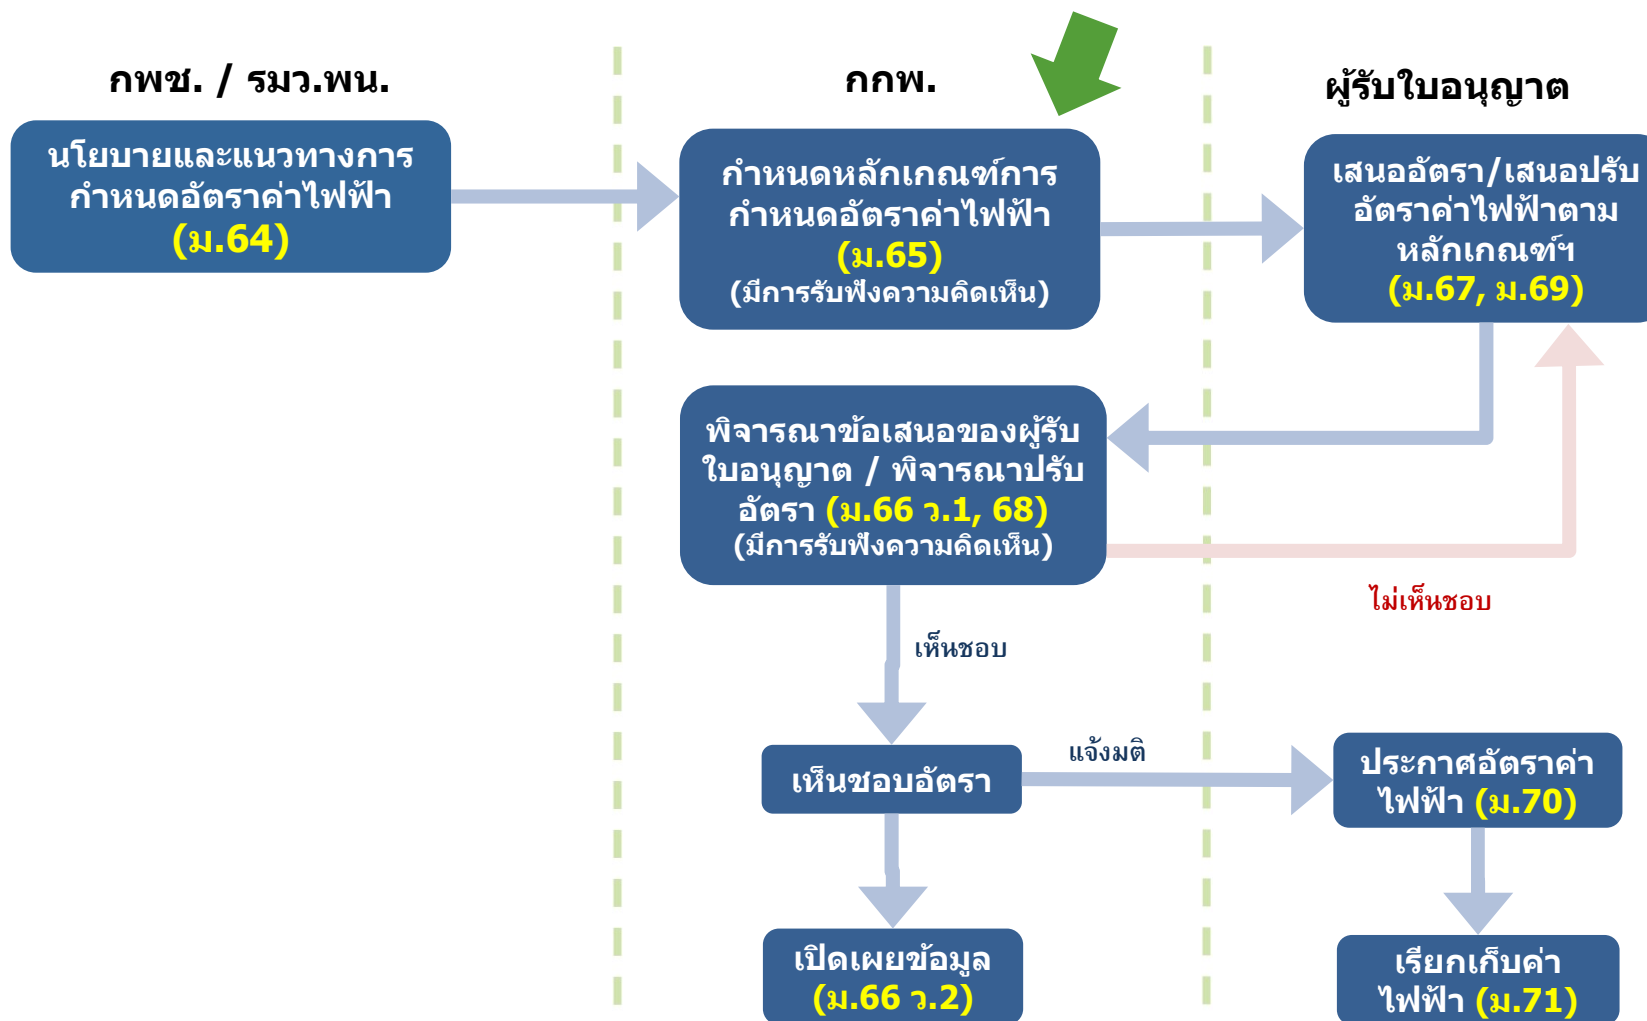 กพช. / รมว.พน.
นโยบายและแนวทางการ
กำหนดอัตราค่าไฟฟ้า
(ม.64)
กกพ.
กำหนดหลักเกณฑ์การ
กำหนดอัตราค่าไฟฟ้า
(ม.65)
(มีการรับฟังความคิดเห็น)
ผู้รับใบอนุญาต
เสนออัตรา/เสนอปรับ
อัตราค่าไฟฟ้าตาม
หลักเกณฑ์ฯ
(ม.67, ม.69)
พิจารณาข้อเสนอของผู้รับ
ใบอนุญาต / พิจารณาปรับ
อัตรา (ม.66 ว.1, 68)
(มีการรับฟังความคิดเห็น)
ไม่เห็นชอบ
เห็นชอบ
เห็นชอบอัตรา
แจ้งมติ
ประกาศอัตราค่า
ไฟฟ้า (ม.70)
เปิดเผยข้อมูล
(ม.66 ว.2)
เรียกเก็บค่า
ไฟฟ้า (ม.71)